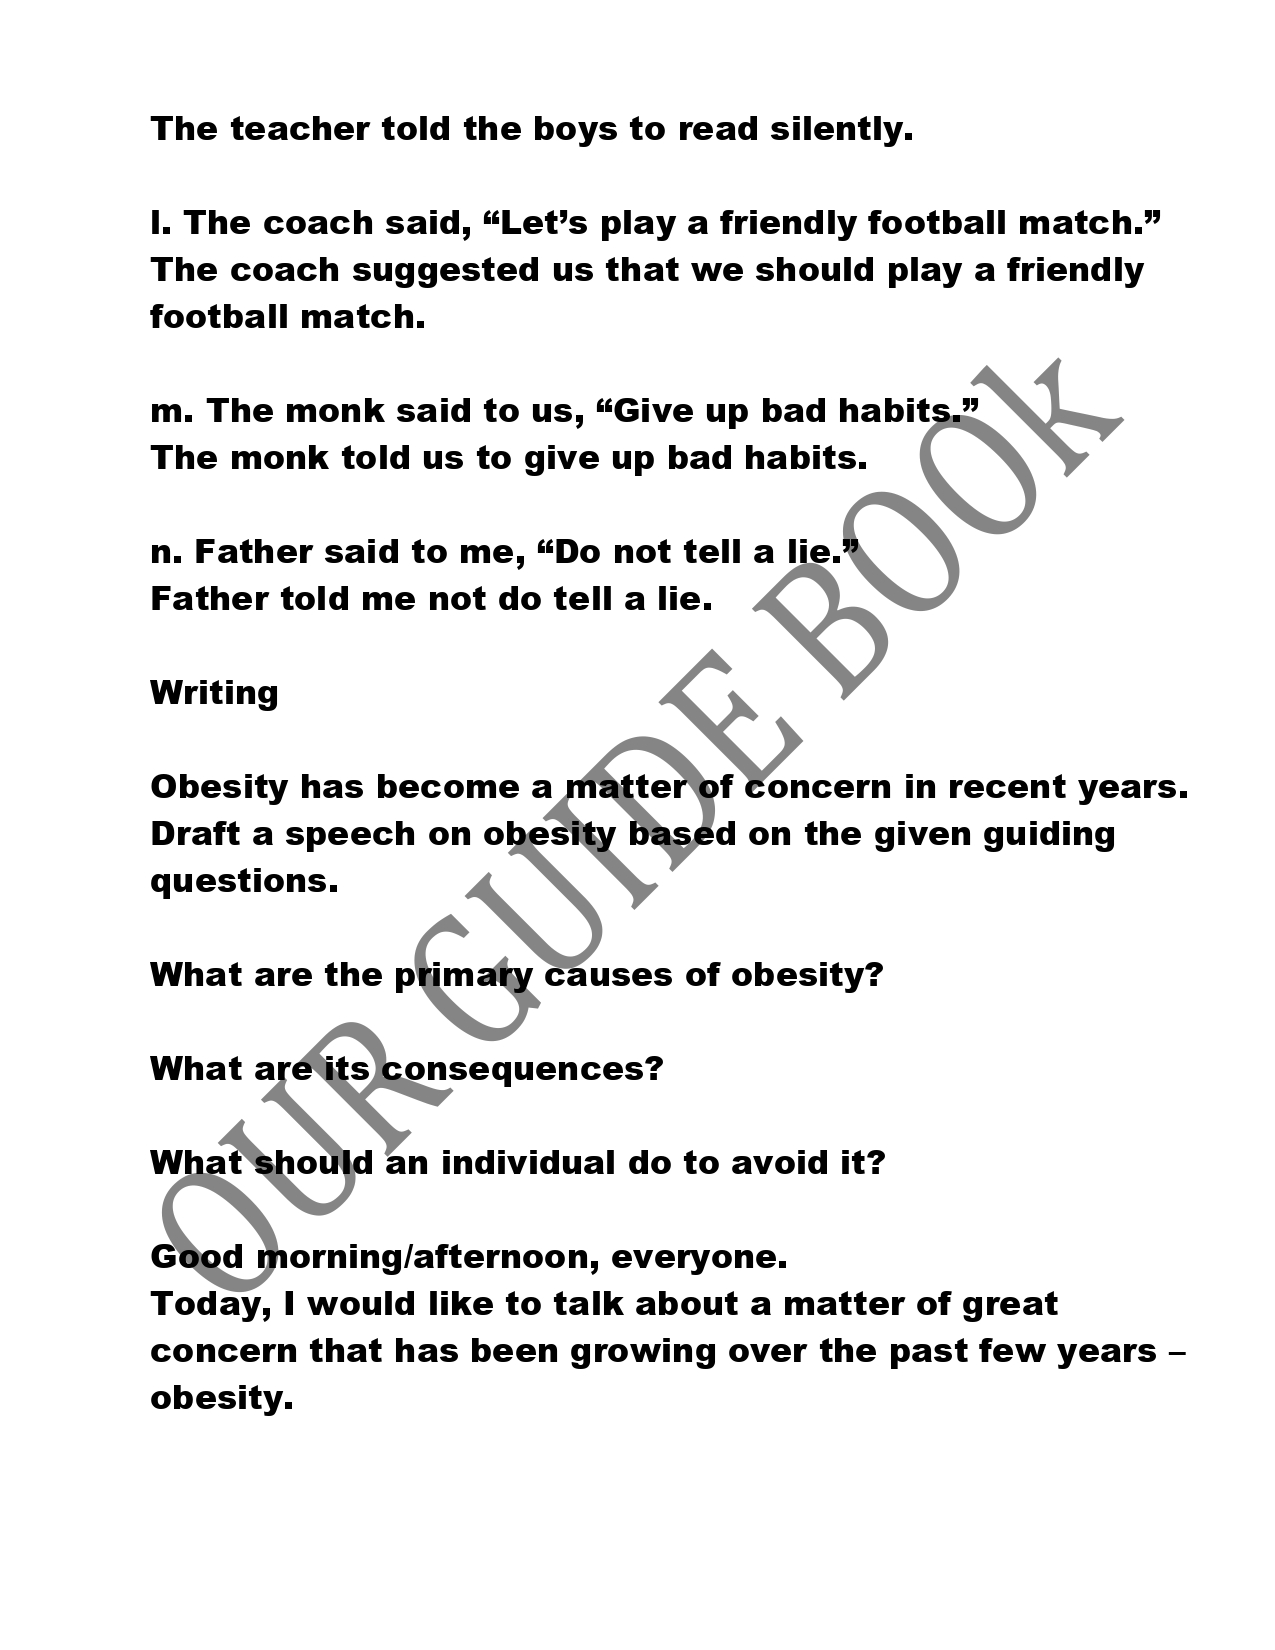 The teacher told the boys to read silently.
l. The coach said, “Let’s play a friendly football match.”
The coach suggested us that we should play a friendly
football match.
m. The monk said to us, “Give up bad habits.”
The monk told us to give up bad habits.
n. Father said to me, “Do not tell a lie.”
Father told me not do tell a lie.
Writing
Obesity has become a matter of concern in recent years.
Draft a speech on obesity based on the given guiding
questions.
What are the primary causes of obesity?
What are its consequences?
What should an individual do to avoid it?
Good morning/afternoon, everyone.
Today, I would like to talk about a matter of great
concern that has been growing over the past few years –
obesity.
OUR GUIDE BOOk